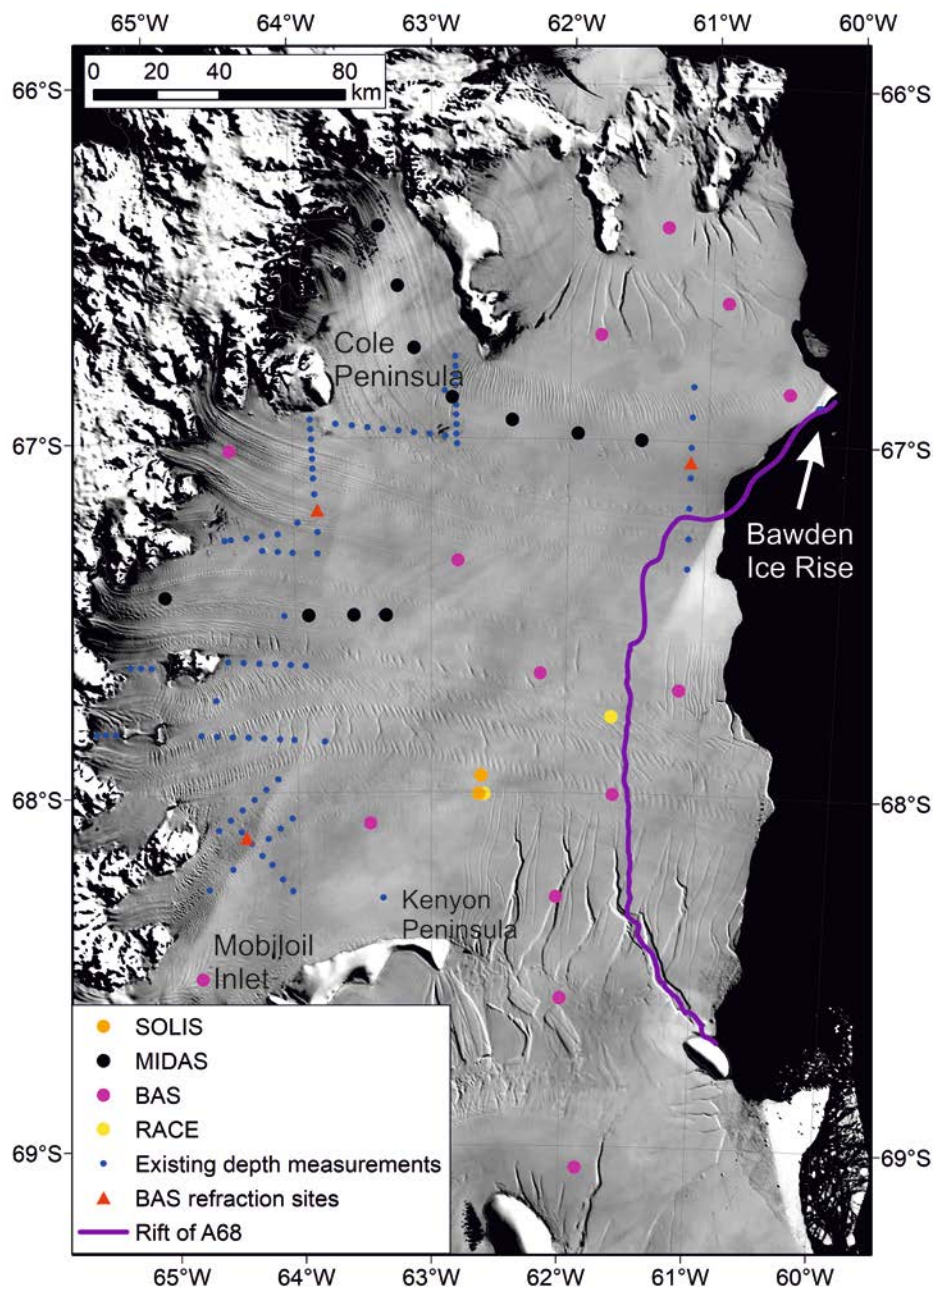 65°W 64°W 63°W 62°W 61°W 60°W
0 20 40 80
km
66°S 66°S
Cole
Peninsula
67°S 67°S
Bawden
Ice Rise
68°S 68°S
Kenyon
Peninsula
Mobiloil
Inlet
SOLIS
MIDAS
BAS
RACE
Existing depth measurements
BAS refraction sites
Rift of A68
69°S 69°S
65°W 64°W 63°W 62°W 61°W 60°W